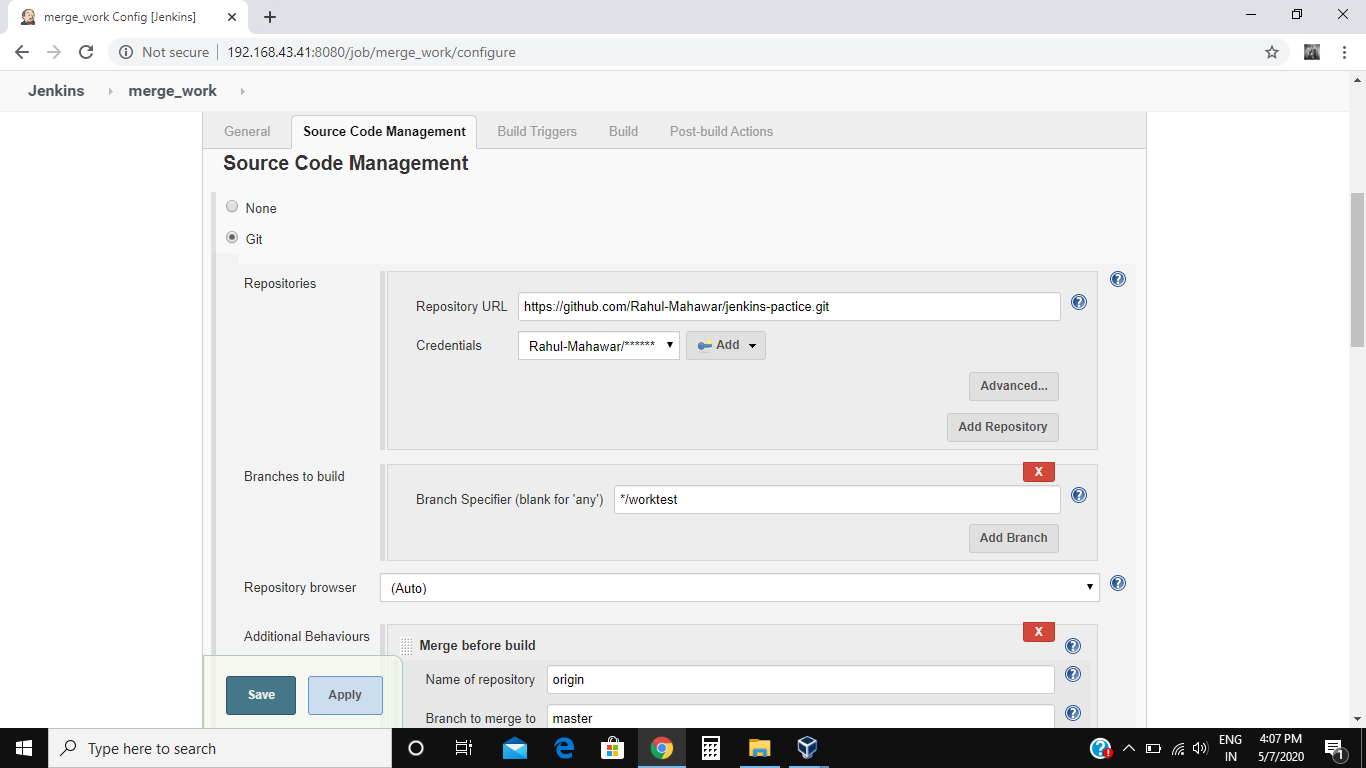 merge_work Config [Jenkins]
Not secure 192.168.43.41:8080/job/merge_work/configure
Jenkins merge_work
General Source Code Management Build Triggers Build Post-build Actions
Source Code Management
None
Git
Repositories
Repository URL https://github.com/Rahul-Mahawar/jenkins-pactice.git
Credentials Rahul-Mahawar/****** Add
Advanced...
Add Repository
Branches to build
X
Branch Specifier (blank for 'any') */worktest
Add Branch
Repository browser (Auto)
Additional Behaviours
X
Merge before build
Name of repository origin
Branch to merge to master
Save Apply
Type here to search
ENG
IN
4:07 PM
5/7/2020
1